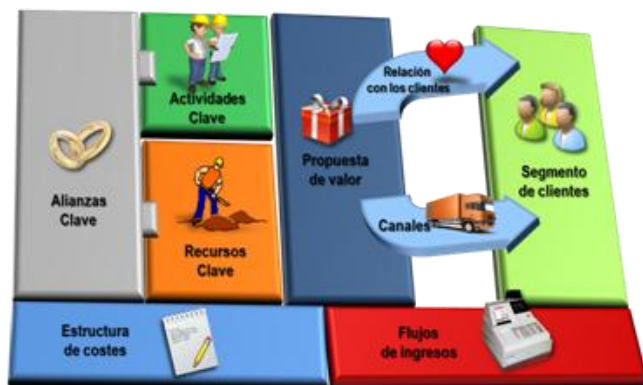 Alianzas
Clave
Actividades
Clave
Recursos
Clave
Propuesta
de valor
Relación
con los clientes
Canales
Segmento
de clientes
Estructura
de costes
Flujos
de ingresos